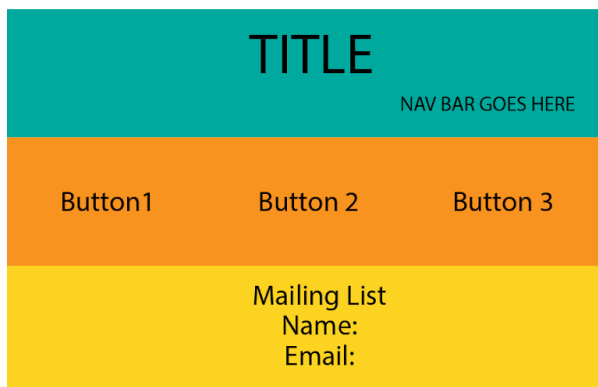 TITLE
NAV BAR GOES HERE
Button1 Button 2 Button 3
Mailing List
Name:
Email: